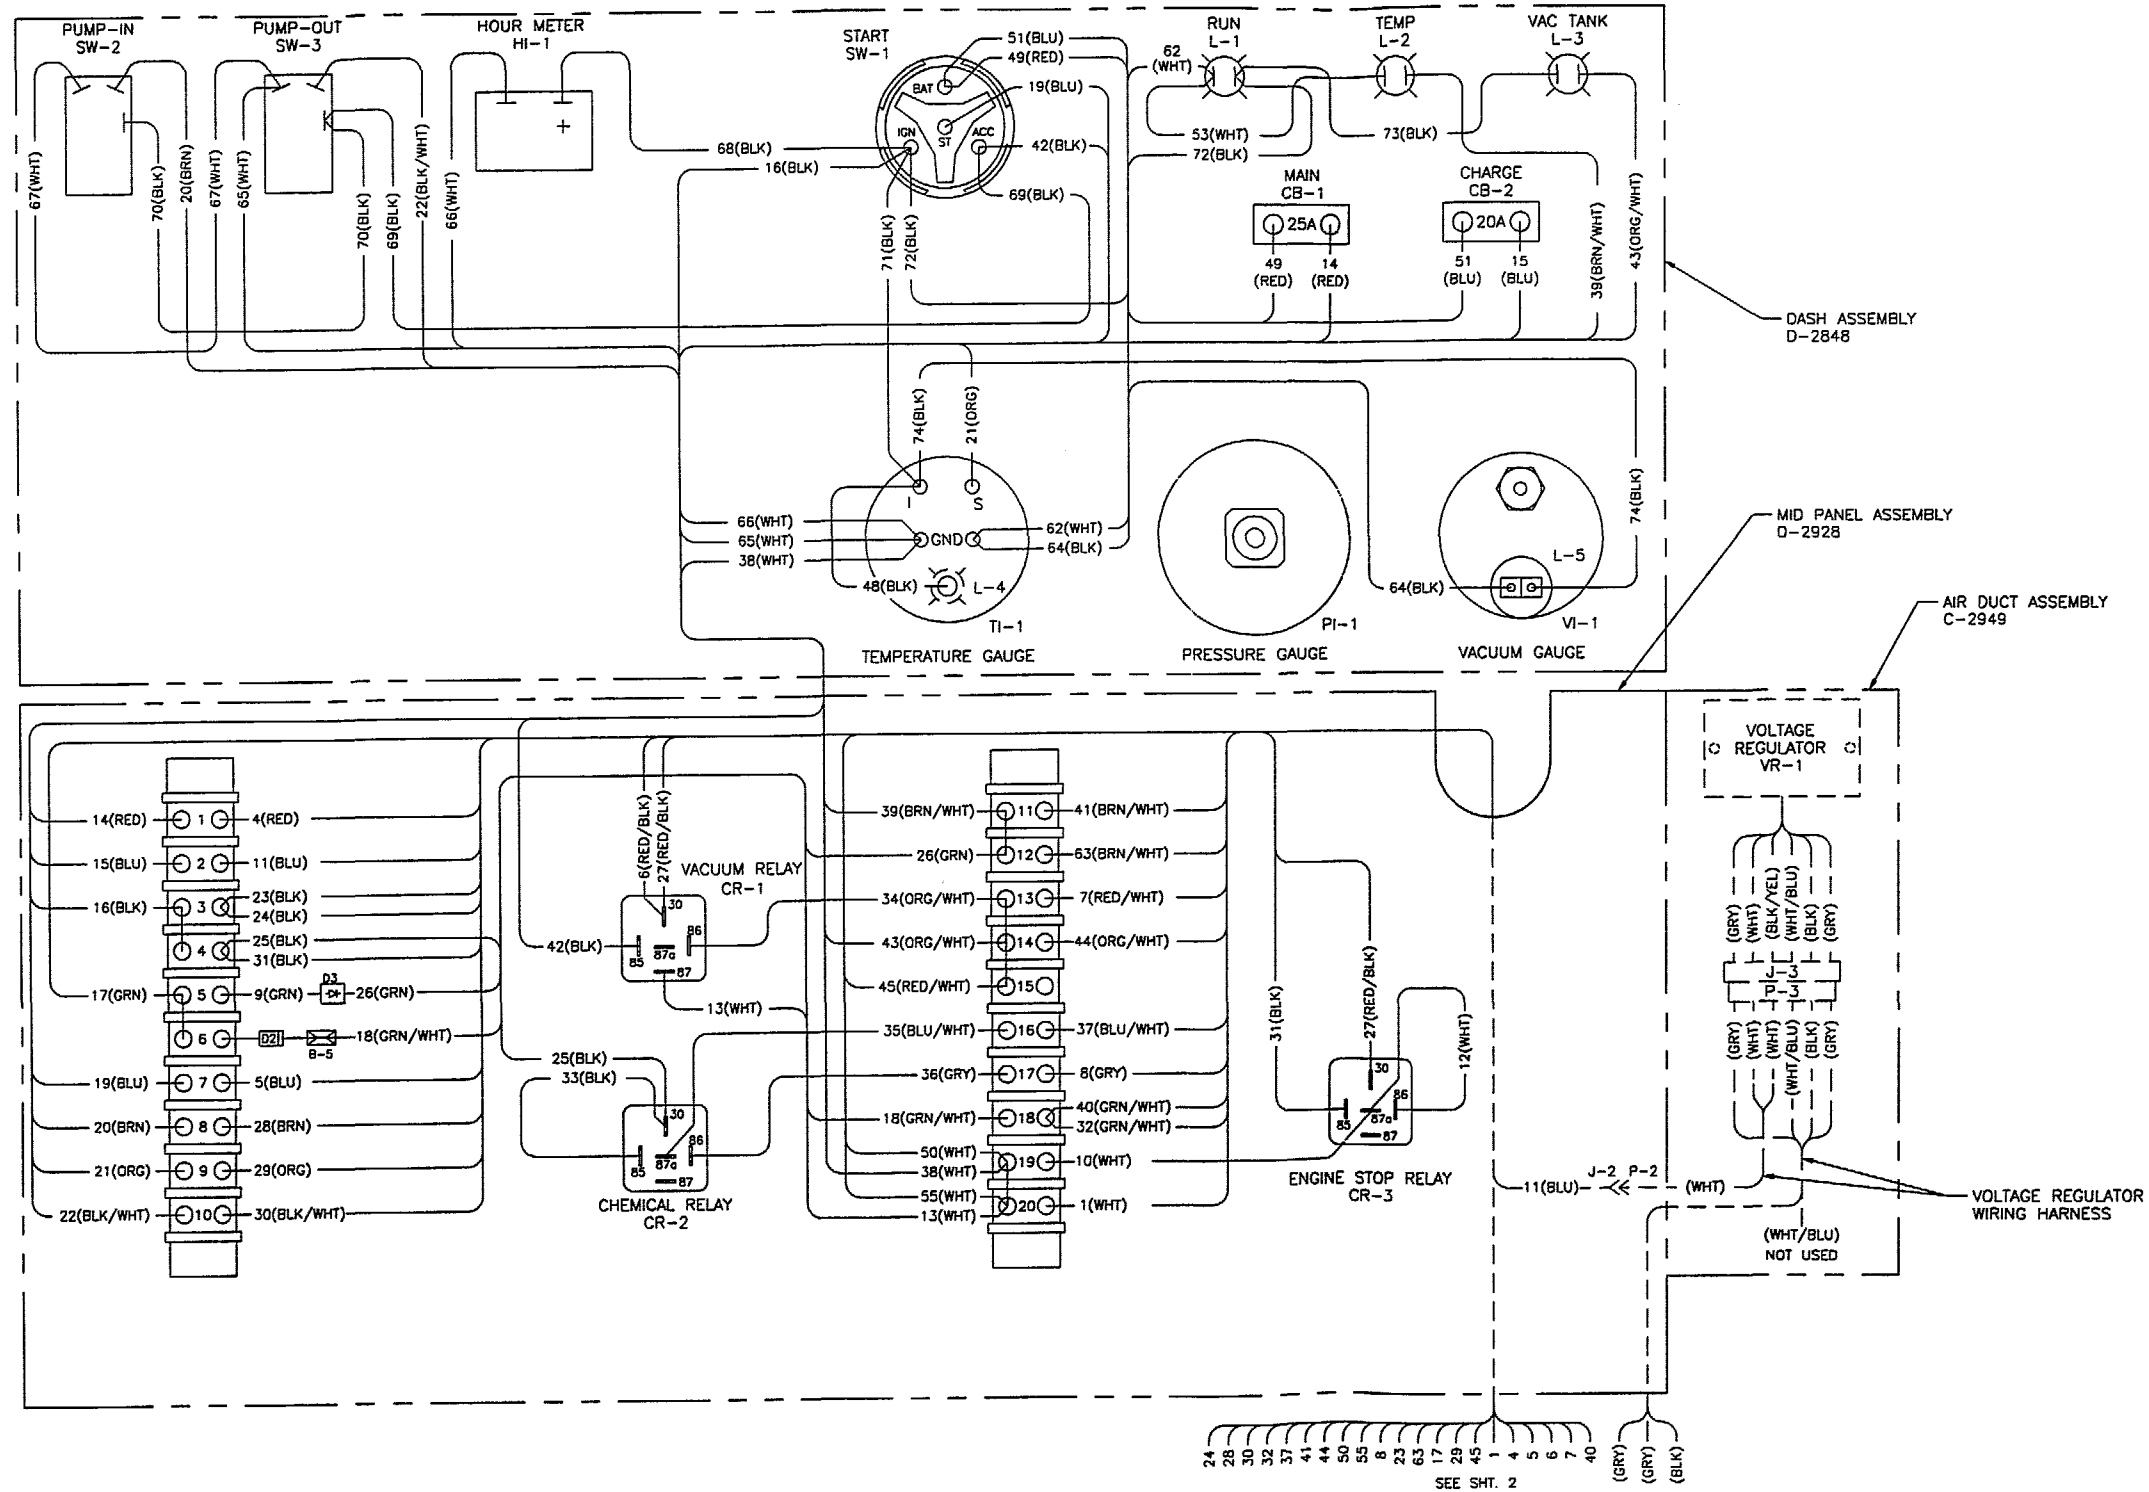 PUMP-IN
SW-2
PUMP-OUT
SW-3
HOUR METER
HI-1
START
SW-1
RUN
L-1
TEMP
L-2
VAC TANK
L-3
51(BLU)
49(RED)
62
(WHT)
BAT
19(BLU)
IGN
ACC
ST
+
68(BLK)
16(BLK)
42(BLK)
69(BLK)
53(WHT)
72(BLK)
73(BLK)
67(WHT)
70(BLK)
20(BRN)
67(WHT)
65(WHT)
70(BLK)
69(BLK)
22(BLK/WHT)
66(WHT)
71(BLK)
72(BLK)
MAIN
CB-1
25A
49
(RED)
14
(RED)
CHARGE
CB-2
20A
51
(BLU)
15
(BLU)
39(BRN/WHT)
43(ORG/WHT)
DASH ASSEMBLY
D-2848
74(BLK)
21(ORG)
I
S
66(WHT)
65(WHT)
38(WHT)
GND
62(WHT)
64(BLK)
48(BLK)
L-4
TI-1
TEMPERATURE GAUGE
PI-1
PRESSURE GAUGE
64(BLK)
L-5
VI-1
VACUUM GAUGE
74(BLK)
MID PANEL ASSEMBLY
D-2928
AIR DUCT ASSEMBLY
C-2949
VOLTAGE
REGULATOR
VR-1
14(RED) 1 4(RED)
15(BLU) 2 11(BLU)
16(BLK) 3 23(BLK)
24(BLK)
4 25(BLK)
31(BLK)
17(GRN) 5 9(GRN) D3 26(GRN)
6 D2 B-5 18(GRN/WHT)
19(BLU) 7 5(BLU)
20(BRN) 8 28(BRN)
21(ORG) 9 29(ORG)
22(BLK/WHT) 10 30(BLK/WHT)
6(RED/BLK)
27(RED/BLK)
VACUUM RELAY
CR-1
30
86
85
87a
87
42(BLK)
13(WHT)
25(BLK)
33(BLK)
30
86
85
87a
87
CHEMICAL RELAY
CR-2
39(BRN/WHT) 11 41(BRN/WHT)
26(GRN) 12 63(BRN/WHT)
34(ORG/WHT) 13 7(RED/WHT)
43(ORG/WHT) 14 44(ORG/WHT)
45(RED/WHT) 15
35(BLU/WHT) 16 37(BLU/WHT)
36(GRY) 17 8(GRY)
18(GRN/WHT) 18 40(GRN/WHT)
32(GRN/WHT)
50(WHT)
38(WHT) 19 10(WHT)
55(WHT)
13(WHT) 20 1(WHT)
31(BLK)
27(RED/BLK)
12(WHT)
30
86
85
87a
87
ENGINE STOP RELAY
CR-3
(GRY)
(WHT)
(BLK/YEL)
(WHT/BLU)
(BLK)
(GRY)
J-3
P-3
(GRY)
(WHT)
(WHT)
(WHT/BLU)
(BLK)
(GRY)
11(BLU)
J-2 P-2
(WHT)
(WHT/BLU)
NOT USED
VOLTAGE REGULATOR
WIRING HARNESS
24
28
30
32
37
41
44
50
55
8
23
63
17
29
45
1
4
5
6
7
40
SEE SHT. 2
(GRY)
(GRY)
(BLK)